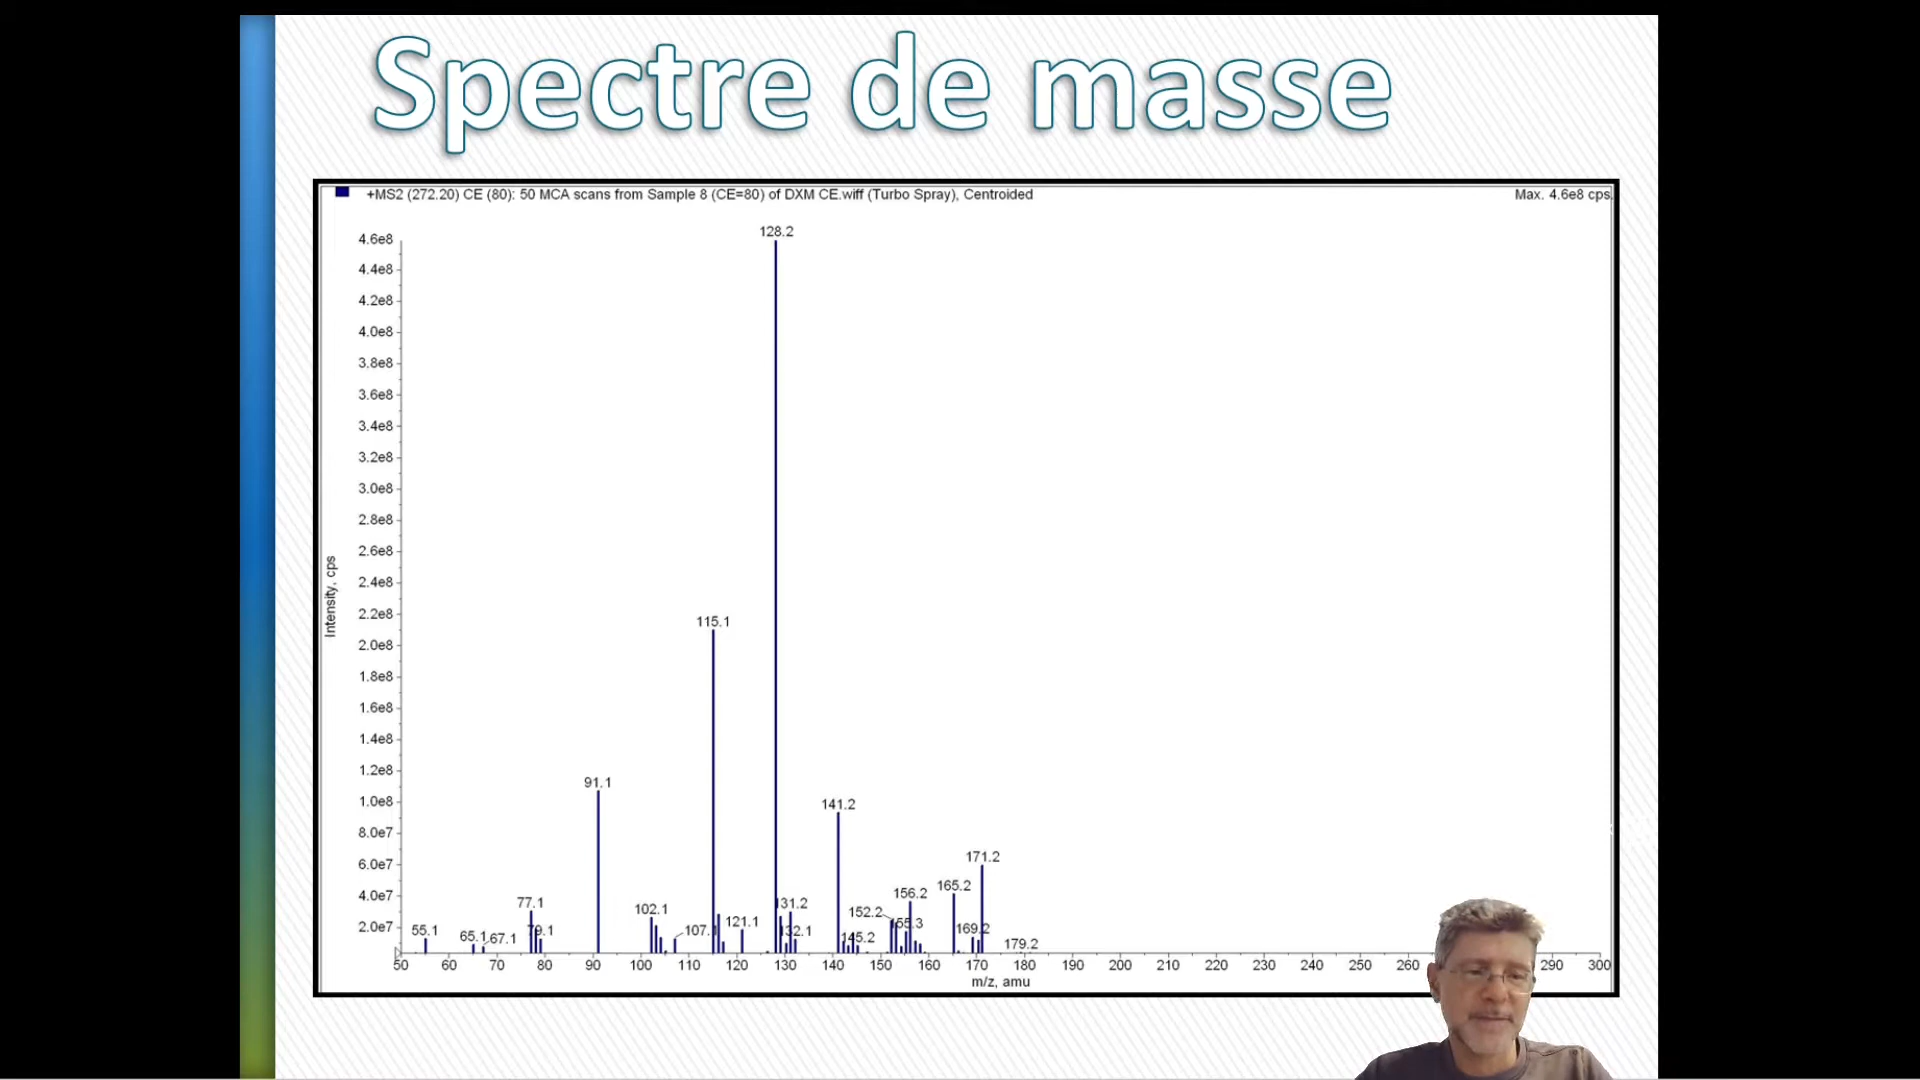 Spectre de masse
+MS2 (272.20) CE (80): 50 MCA scans from Sample 8 (CE=80) of DXM CE.wiff (Turbo Spray), Centroided
Max. 4.6e8 cps.
128.2
4.6e8
4.4e8
4.2e8
4.0e8
3.8e8
3.6e8
3.4e8
3.2e8
3.0e8
2.8e8
2.6e8
2.4e8
2.2e8
2.0e8
1.8e8
1.6e8
1.4e8
1.2e8
1.0e8
8.0e7
6.0e7
4.0e7
2.0e7
Intensity, cps
115.1
91.1
141.2
171.2
165.2
156.2
77.1
102.1
131.2
152.2
155.3
121.1
55.1
65.1
67.1
79.1
107.1
132.1
145.2
169.2
179.2
50 60 70 80 90 100 110 120 130 140 150 160 170 180 190 200 210 220 230 240 250 260 290 300
m/z, amu